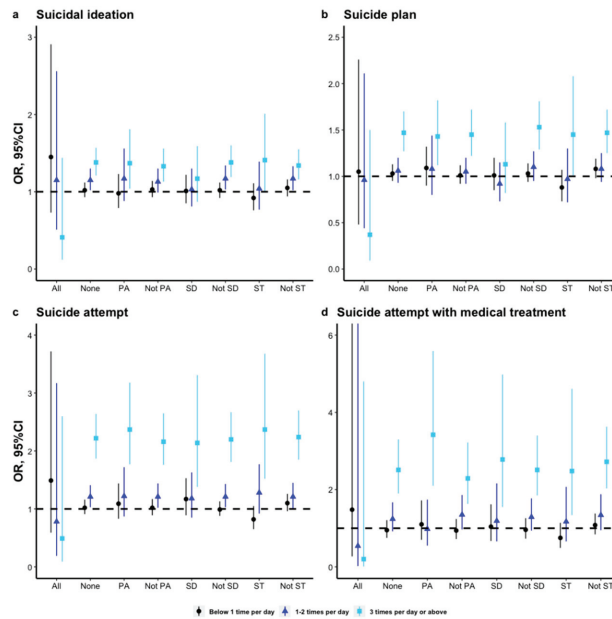 a Suicidal ideation
OR, 95%CI
3
2
1
0
All None PA Not PA SD Not SD ST Not ST
b Suicide plan
2.5
2.0
1.5
1.0
0.5
0.0
All None PA Not PA SD Not SD ST Not ST
c Suicide attempt
OR, 95%CI
4
3
2
1
0
All None PA Not PA SD Not SD ST Not ST
d Suicide attempt with medical treatment
6
4
2
0
All None PA Not PA SD Not SD ST Not ST
Below 1 time per day 1-2 times per day 3 times per day or above